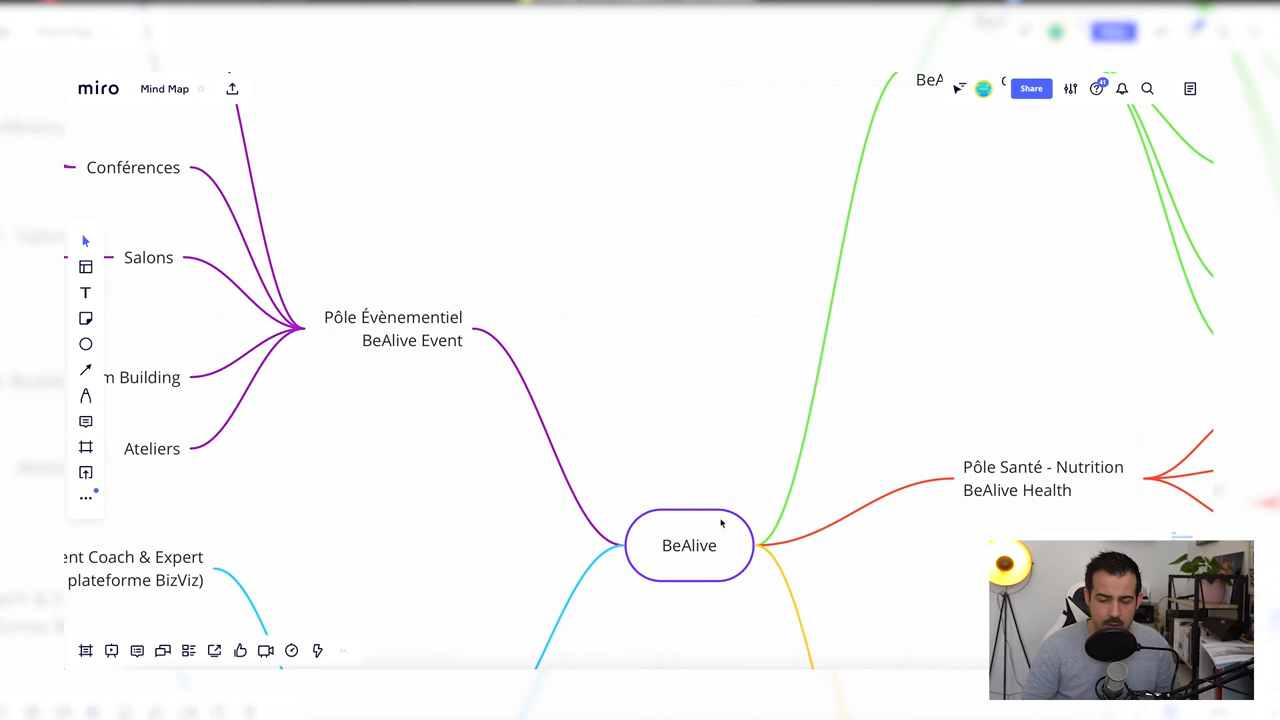 miro
Mind Map
Share
41
Conférences
Salons
Pôle Évènementiel
BeAlive Event
m Building
Ateliers
Pôle Santé - Nutrition
BeAlive Health
BeAlive
ent Coach & Expert
plateforme BizViz)